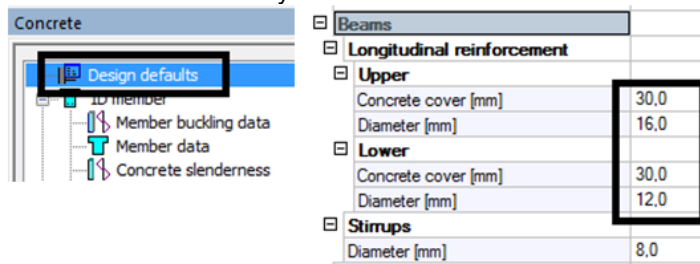 Concrete
Design defaults
1D member
Member buckling data
Member data
Concrete slenderness
Beams
Longitudinal reinforcement
Upper
Concrete cover [mm] 30,0
Diameter [mm] 16,0
Lower
Concrete cover [mm] 30,0
Diameter [mm] 12,0
Stirrups
Diameter [mm] 8,0